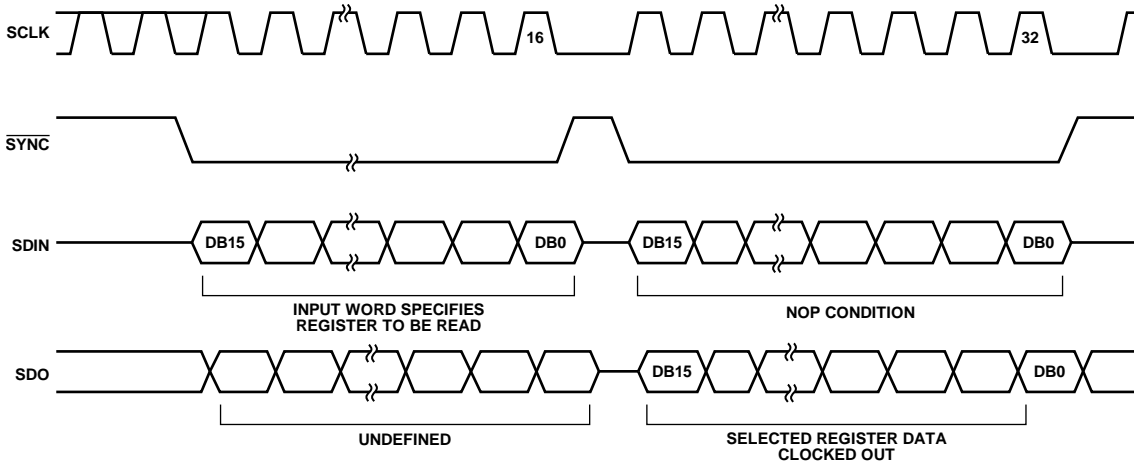 SCLK
16
32
SYNC
SDIN
DB15
DB0
DB15
DB0
INPUT WORD SPECIFIES
REGISTER TO BE READ
NOP CONDITION
SDO
DB15
DB0
UNDEFINED
SELECTED REGISTER DATA
CLOCKED OUT